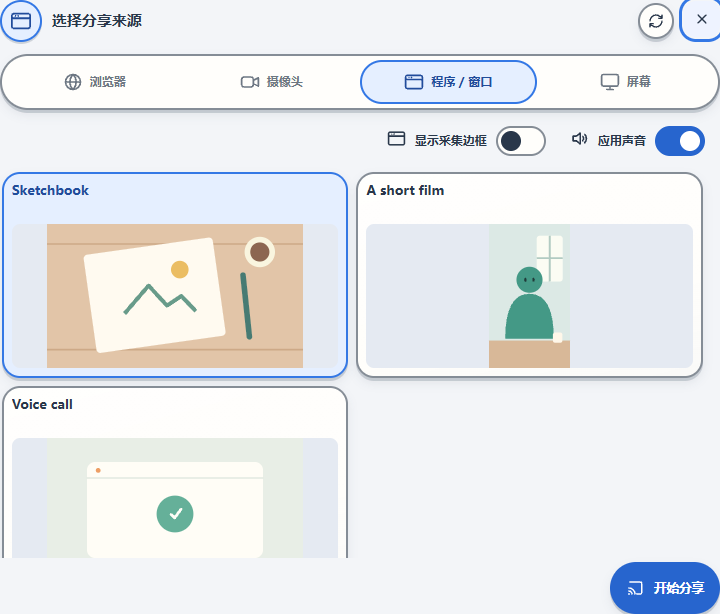 选择分享来源
浏览器
摄像头
程序 / 窗口
屏幕
显示采集边框
应用声音
Sketchbook
A short film
Voice call
开始分享